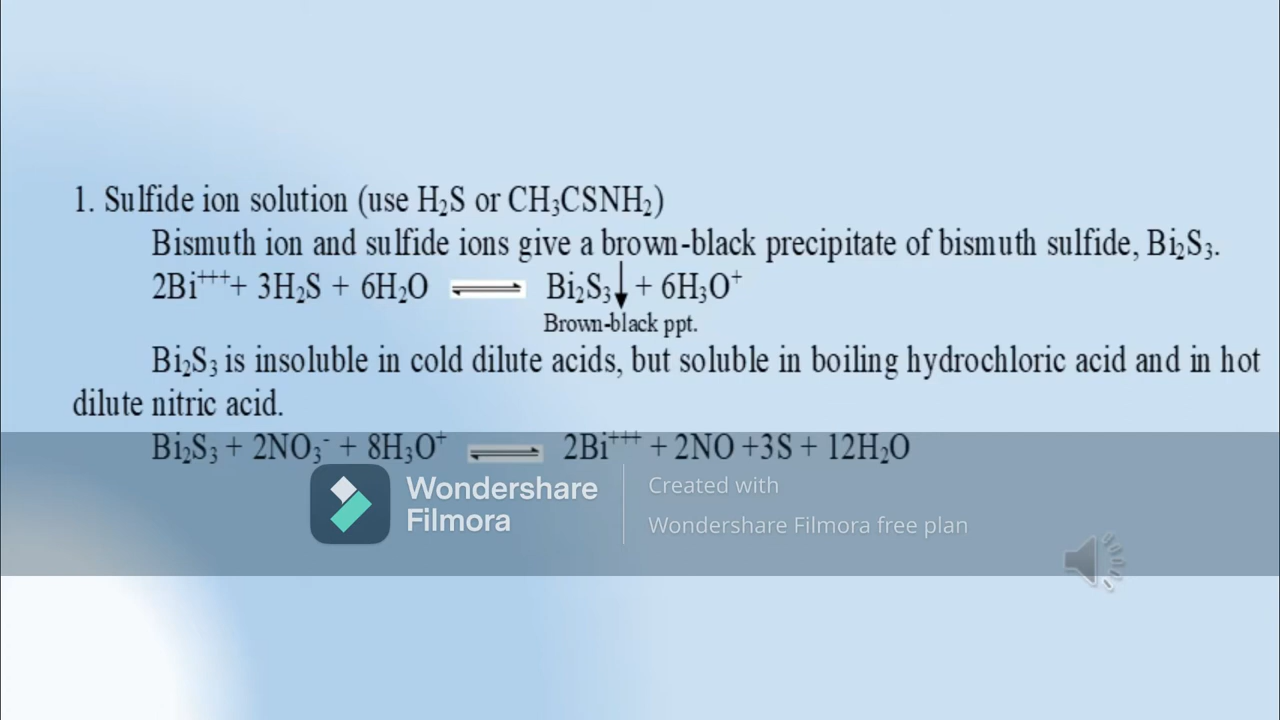 1. Sulfide ion solution (use H₂S or CH₃CSNH₂)
Bismuth ion and sulfide ions give a brown-black precipitate of bismuth sulfide, Bi₂S₃.
2Bi⁺⁺⁺+ 3H₂S + 6H₂O ⇌ Bi₂S₃↓ + 6H₃O⁺
Brown-black ppt.
Bi₂S₃ is insoluble in cold dilute acids, but soluble in boiling hydrochloric acid and in hot
dilute nitric acid.
Bi₂S₃ + 2NO₃⁻ + 8H₃O⁺ ⇌ 2Bi⁺⁺⁺ + 2NO +3S + 12H₂O
Wondershare
Filmora
Created with
Wondershare Filmora free plan